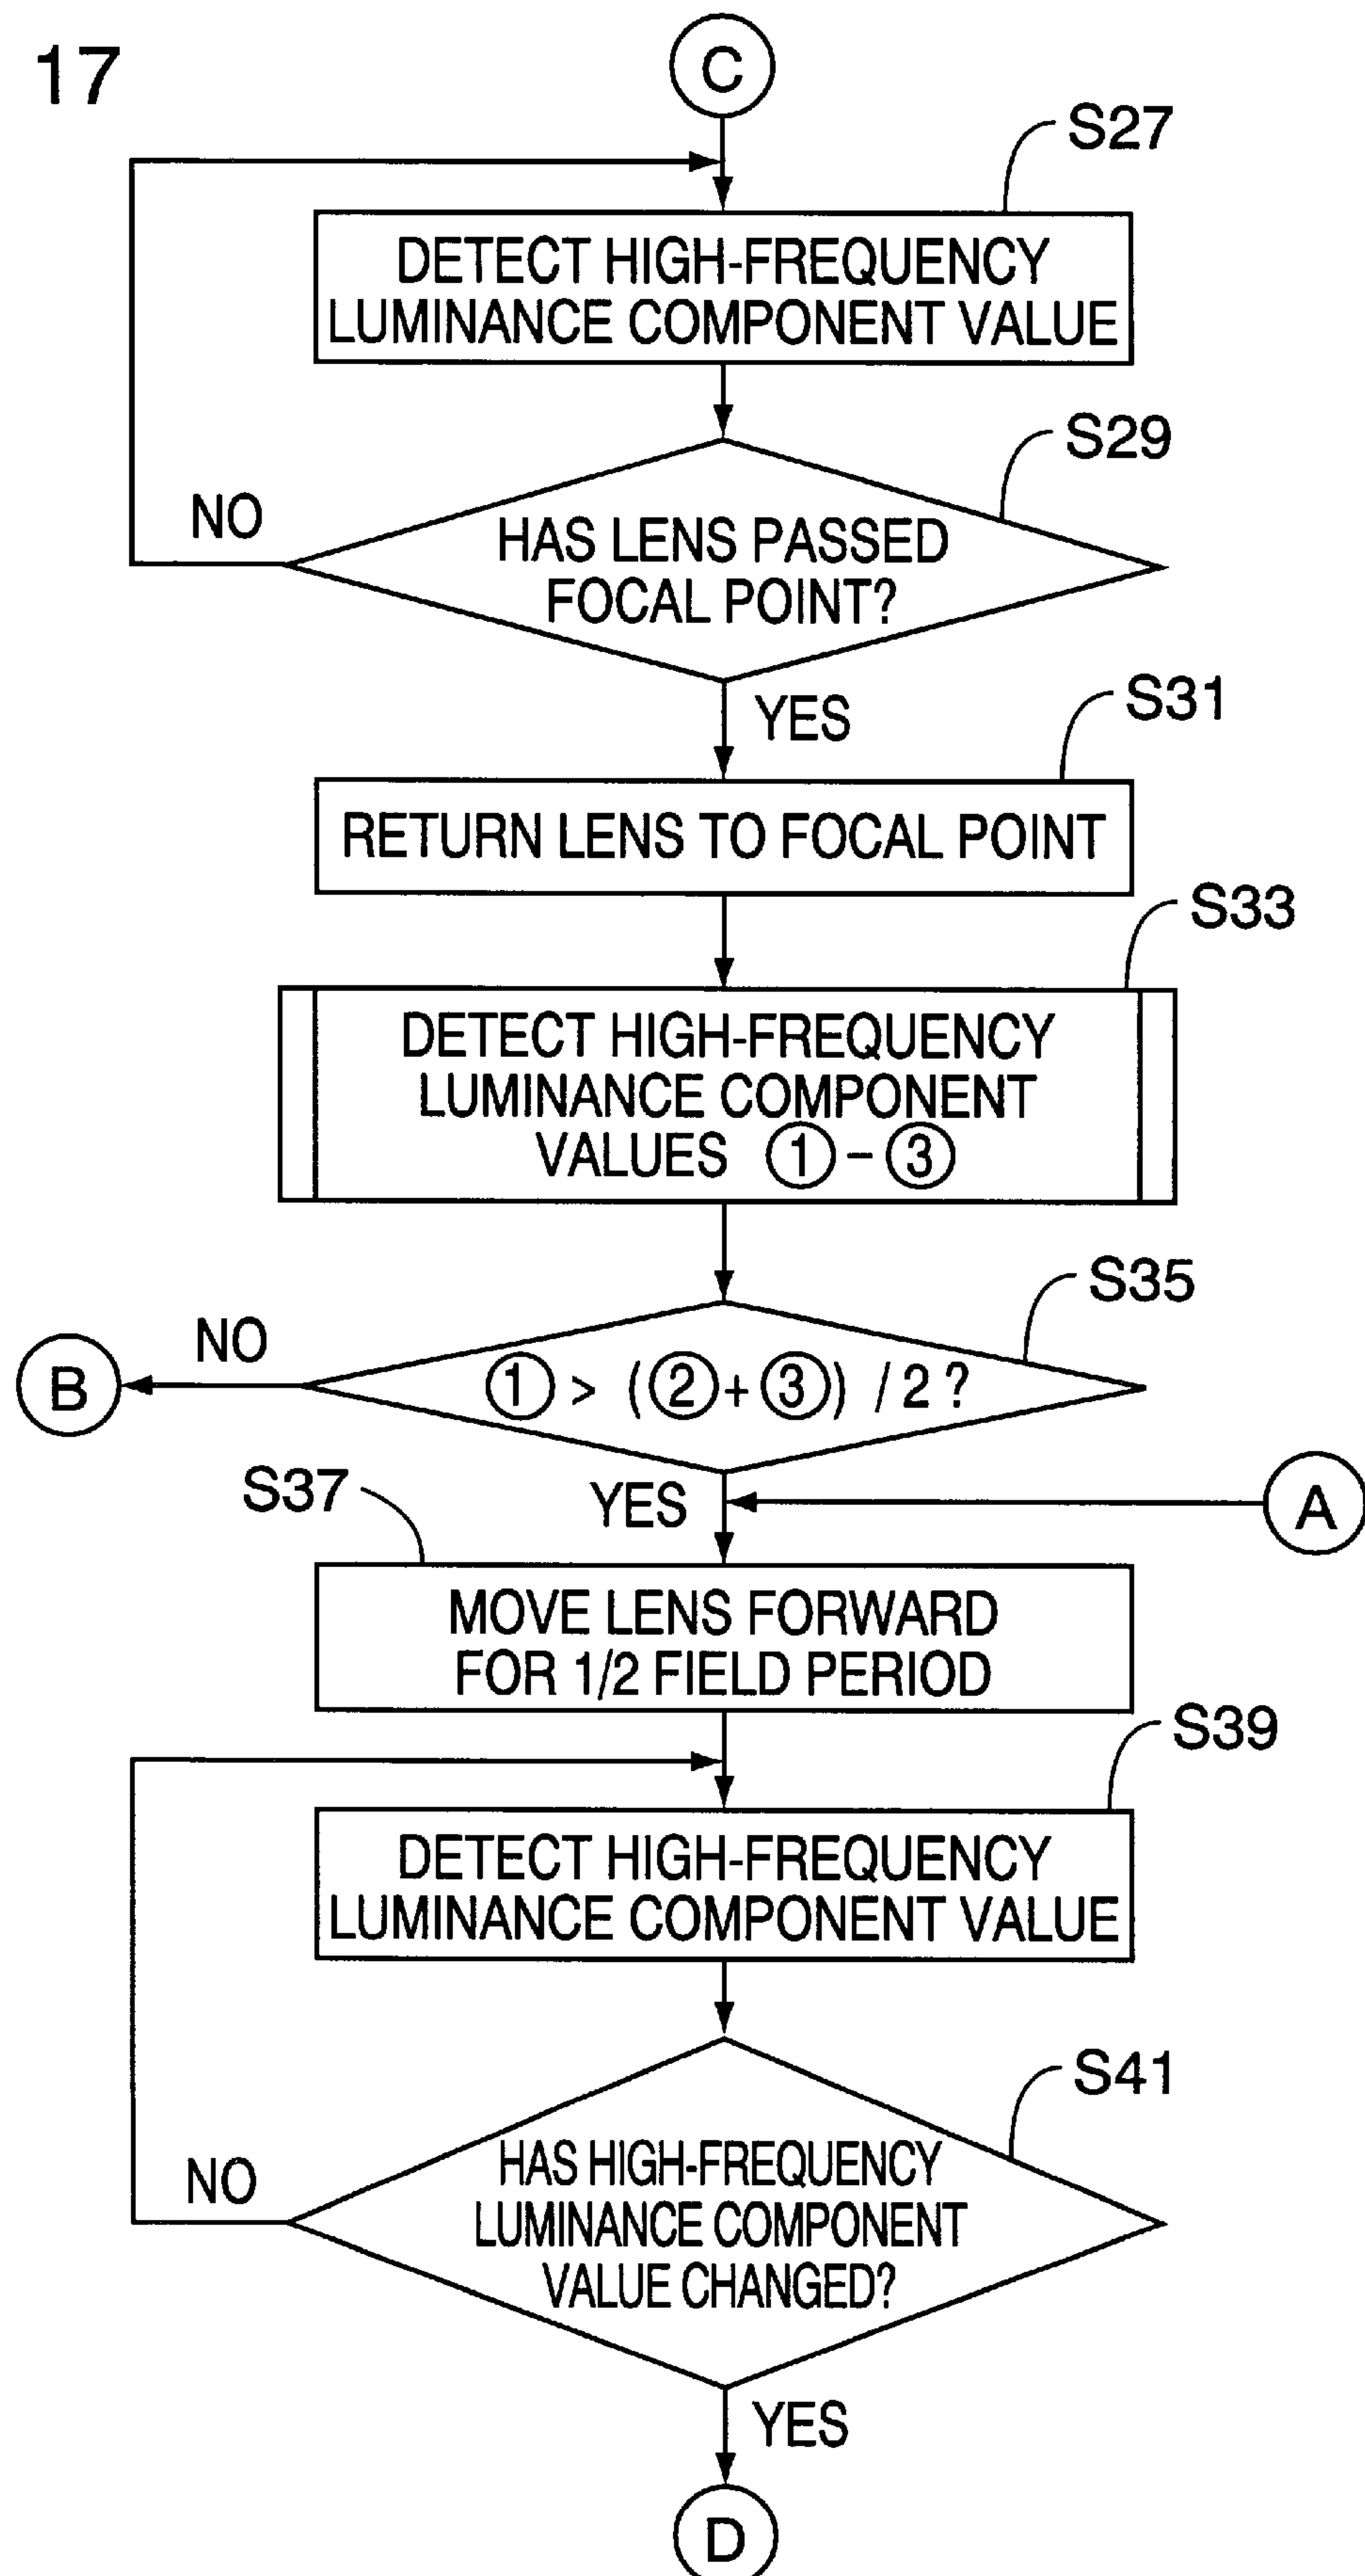 17
C
S27
DETECT HIGH-FREQUENCY
LUMINANCE COMPONENT VALUE
S29
NO
HAS LENS PASSED
FOCAL POINT?
YES
S31
RETURN LENS TO FOCAL POINT
S33
DETECT HIGH-FREQUENCY
LUMINANCE COMPONENT
VALUES ① - ③
S35
NO
B
① > (② + ③) / 2 ?
S37
YES
A
MOVE LENS FORWARD
FOR 1/2 FIELD PERIOD
S39
DETECT HIGH-FREQUENCY
LUMINANCE COMPONENT VALUE
S41
NO
HAS HIGH-FREQUENCY
LUMINANCE COMPONENT
VALUE CHANGED?
YES
D